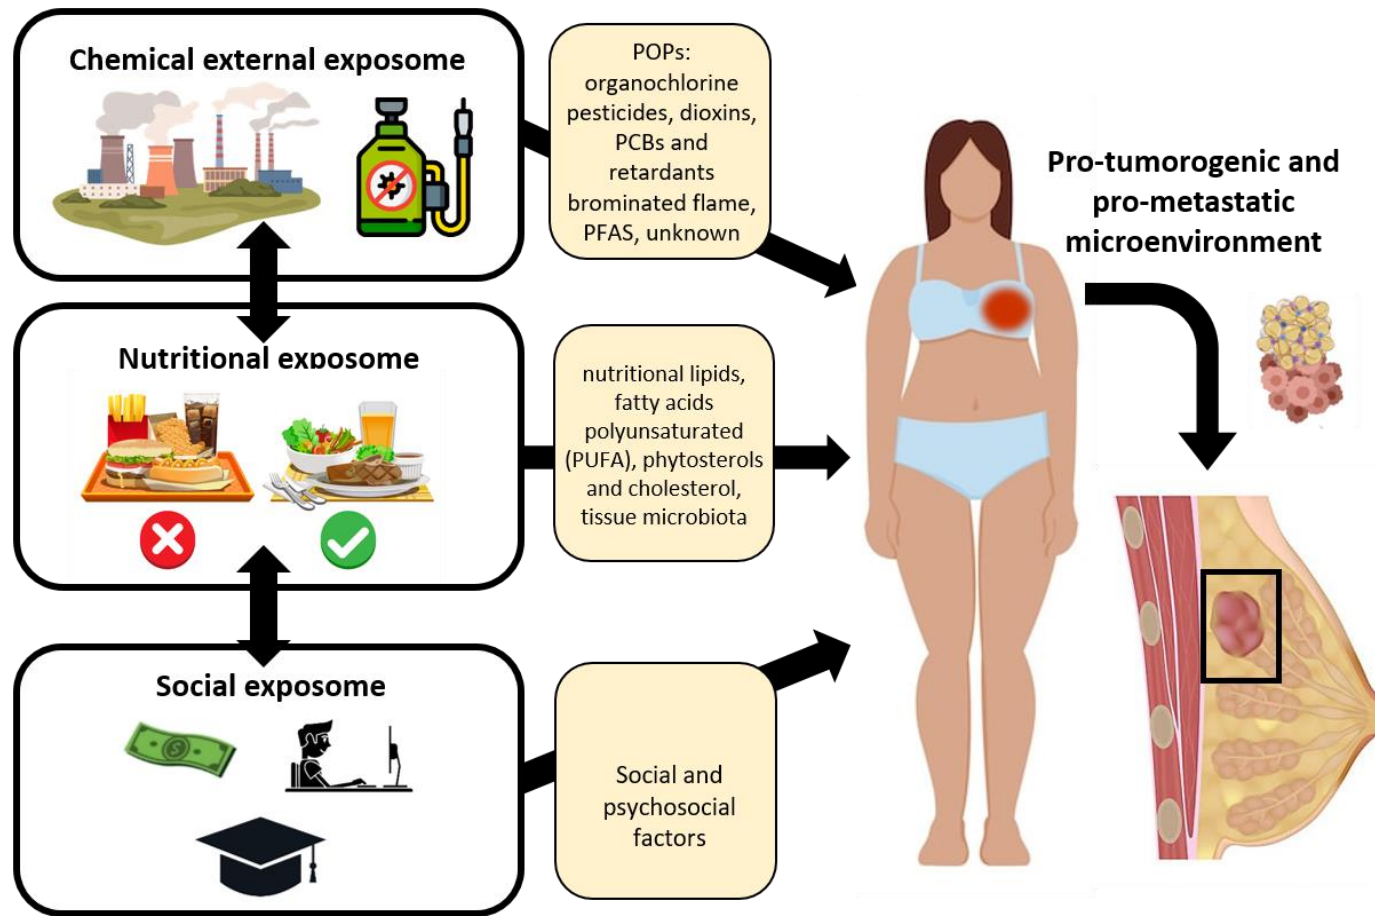 Chemical external exposome
POPs:
organochlorine
pesticides, dioxins,
PCBs and
retardants
brominated flame,
PFAS, unknown
Pro-tumorogenic and
pro-metastatic
microenvironment
Nutritional exposome
nutritional lipids,
fatty acids
polyunsaturated
(PUFA), phytosterols
and cholesterol,
tissue microbiota
Social exposome
$
Social and
psychosocial
factors